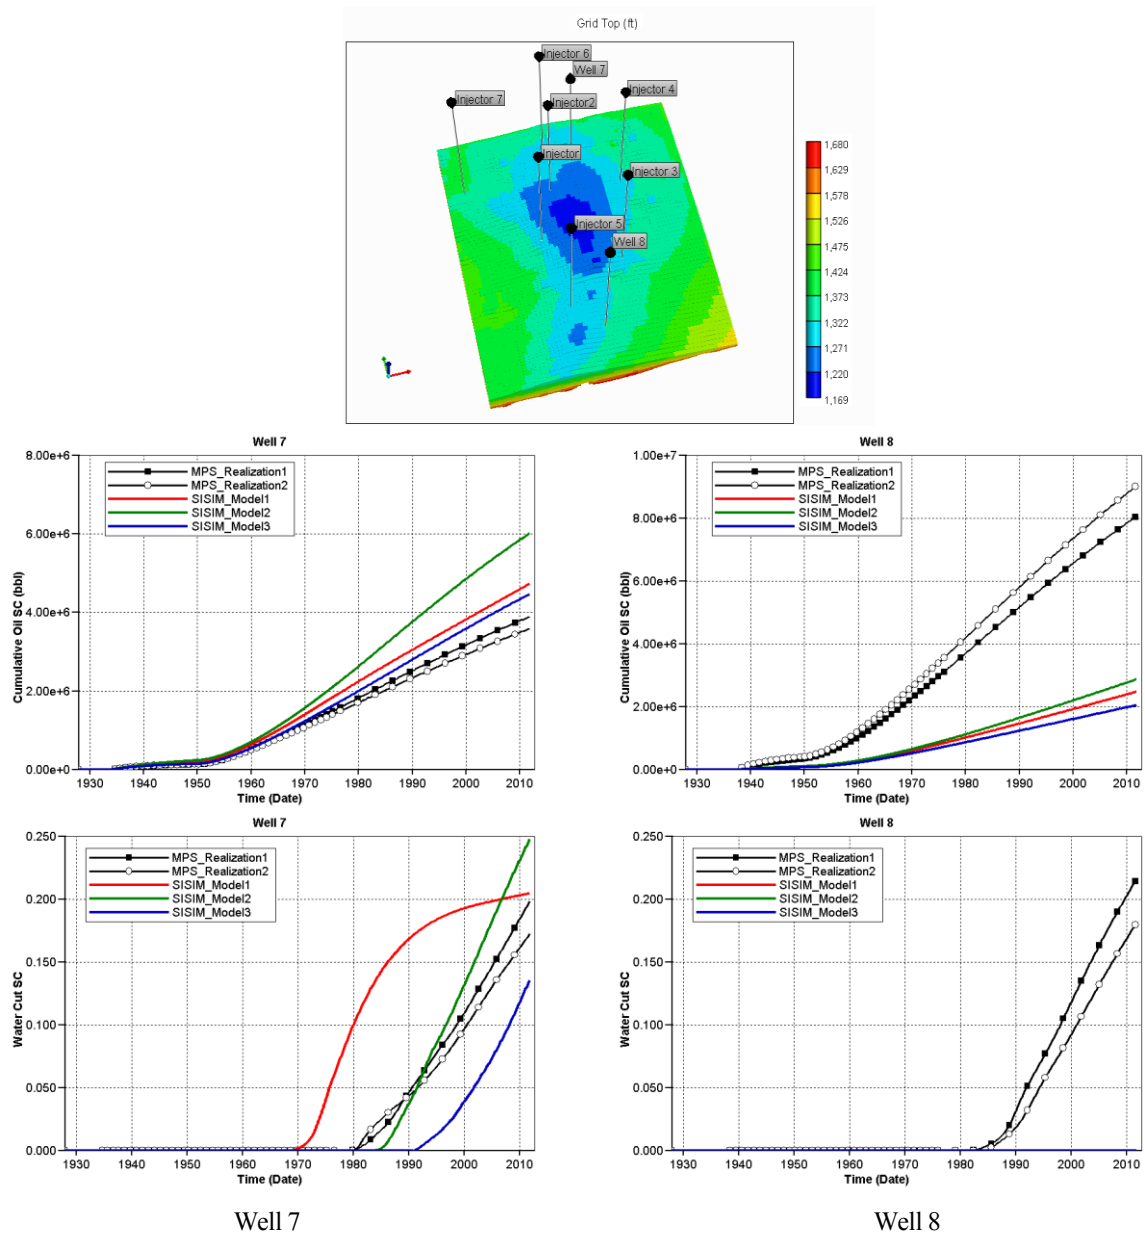 Grid Top (ft)
Injector 6
Well 7
Injector 7
Injector2
Injector 4
Injector
Injector 3
Injector 5
Well 8
1,680
1,629
1,578
1,526
1,475
1,424
1,373
1,322
1,271
1,220
1,169
Well 7
8.00e+6
6.00e+6
4.00e+6
2.00e+6
0.00e+0
Cumulative Oil SC (bbl)
MPS_Realization1
MPS_Realization2
SISIM_Model1
SISIM_Model2
SISIM_Model3
1930 1940 1950 1960 1970 1980 1990 2000 2010
Time (Date)
Well 8
1.00e+7
8.00e+6
6.00e+6
4.00e+6
2.00e+6
0.00e+0
Cumulative Oil SC (bbl)
MPS_Realization1
MPS_Realization2
SISIM_Model1
SISIM_Model2
SISIM_Model3
1930 1940 1950 1960 1970 1980 1990 2000 2010
Time (Date)
Well 7
0.250
0.200
0.150
0.100
0.050
0.000
Water Cut SC
MPS_Realization1
MPS_Realization2
SISIM_Model1
SISIM_Model2
SISIM_Model3
1930 1940 1950 1960 1970 1980 1990 2000 2010
Time (Date)
Well 8
0.250
0.200
0.150
0.100
0.050
0.000
Water Cut SC
MPS_Realization1
MPS_Realization2
SISIM_Model1
SISIM_Model2
SISIM_Model3
1930 1940 1950 1960 1970 1980 1990 2000 2010
Time (Date)
Well 7
Well 8